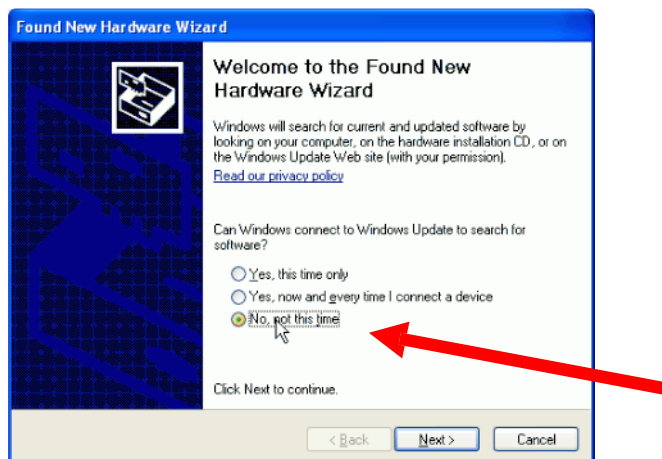 Found New Hardware Wizard
Welcome to the Found New
Hardware Wizard
Windows will search for current and updated software by
looking on your computer, on the hardware installation CD, or on
the Windows Update Web site (with your permission).
Read our privacy policy
Can Windows connect to Windows Update to search for
software?
Yes, this time only
Yes, now and every time I connect a device
No, not this time
Click Next to continue.
< Back
Next >
Cancel